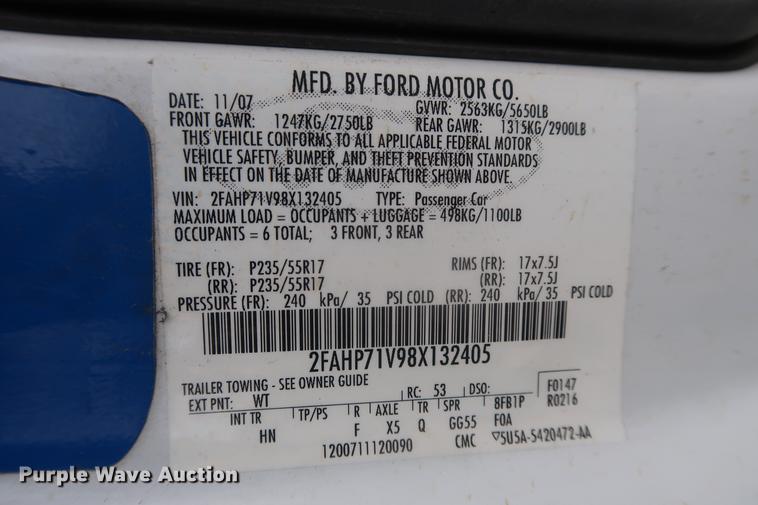 MFD. BY FORD MOTOR CO.
DATE: 11/07 GVWR: 2563KG/5650LB
FRONT GAWR: 1247KG/2750LB REAR GAWR: 1315KG/2900LB
THIS VEHICLE CONFORMS TO ALL APPLICABLE FEDERAL MOTOR
VEHICLE SAFETY, BUMPER, AND THEFT PREVENTION STANDARDS
IN EFFECT ON THE DATE OF MANUFACTURE SHOWN ABOVE.
VIN: 2FAHP71V98X132405 TYPE: Passenger Car
MAXIMUM LOAD = OCCUPANTS + LUGGAGE = 498KG/1100LB
OCCUPANTS = 6 TOTAL; 3 FRONT, 3 REAR
TIRE (FR): P235/55R17 RIMS (FR): 17x7.5J
(RR): P235/55R17 (RR): 17x7.5J
PRESSURE (FR): 240 kPa/ 35 PSI COLD (RR): 240 kPa/ 35 PSI COLD
2FAHP71V98X132405
TRAILER TOWING - SEE OWNER GUIDE
EXT PNT: WT RC: 53 DSO: F0147
INT TR TP/PS R AXLE TR SPR 8FB1P R0216
HN F X5 Q GG55 FOA
1200711120090 CMC ▽5U5A-5420472-AA
Purple Wave Auction